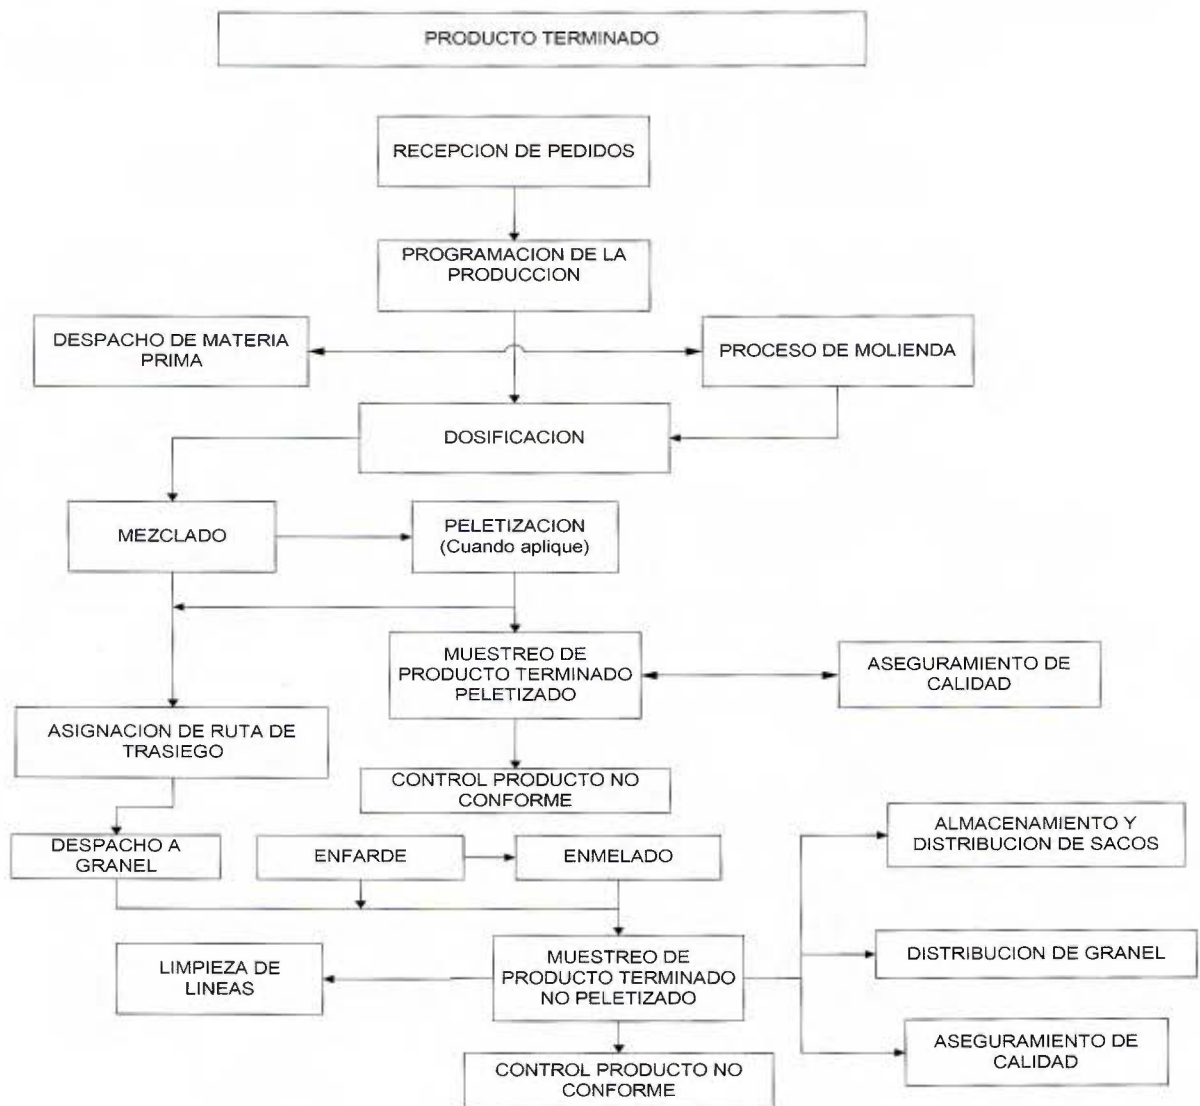 PRODUCTO TERMINADO
RECEPCION DE PEDIDOS
PROGRAMACION DE LA
PRODUCCION
DESPACHO DE MATERIA
PRIMA
PROCESO DE MOLIENDA
DOSIFICACION
MEZCLADO
PELETIZACION
(Cuando aplique)
MUESTREO DE
PRODUCTO TERMINADO
PELETIZADO
ASEGURAMIENTO DE
CALIDAD
ASIGNACION DE RUTA DE
TRASIEGO
CONTROL PRODUCTO NO
CONFORME
DESPACHO A
GRANEL
ENFARDE
ENMELADO
ALMACENAMIENTO Y
DISTRIBUCION DE SACOS
LIMPIEZA DE
LINEAS
MUESTREO DE
PRODUCTO TERMINADO
NO PELETIZADO
DISTRIBUCION DE GRANEL
ASEGURAMIENTO DE
CALIDAD
CONTROL PRODUCTO NO
CONFORME